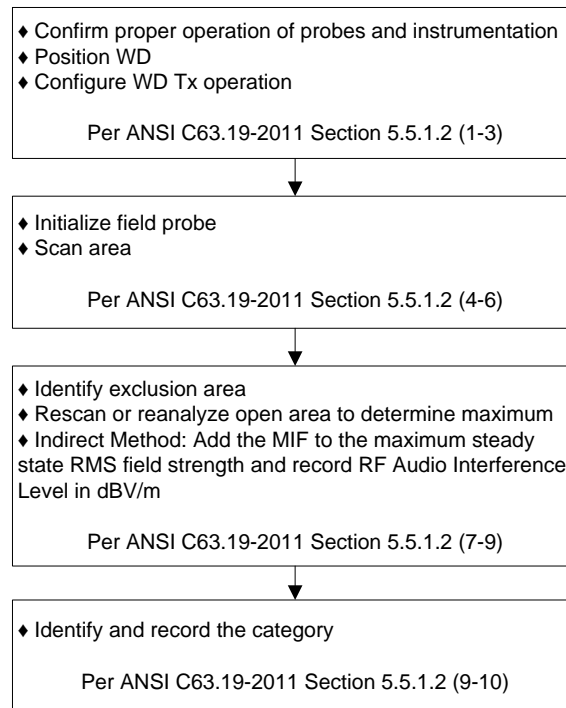 ♦ Confirm proper operation of probes and instrumentation
♦ Position WD
♦ Configure WD Tx operation
Per ANSI C63.19-2011 Section 5.5.1.2 (1-3)
♦ Initialize field probe
♦ Scan area
Per ANSI C63.19-2011 Section 5.5.1.2 (4-6)
♦ Identify exclusion area
♦ Rescan or reanalyze open area to determine maximum
♦ Indirect Method: Add the MIF to the maximum steady
state RMS field strength and record RF Audio Interference
Level in dBV/m
Per ANSI C63.19-2011 Section 5.5.1.2 (7-9)
♦ Identify and record the category
Per ANSI C63.19-2011 Section 5.5.1.2 (9-10)